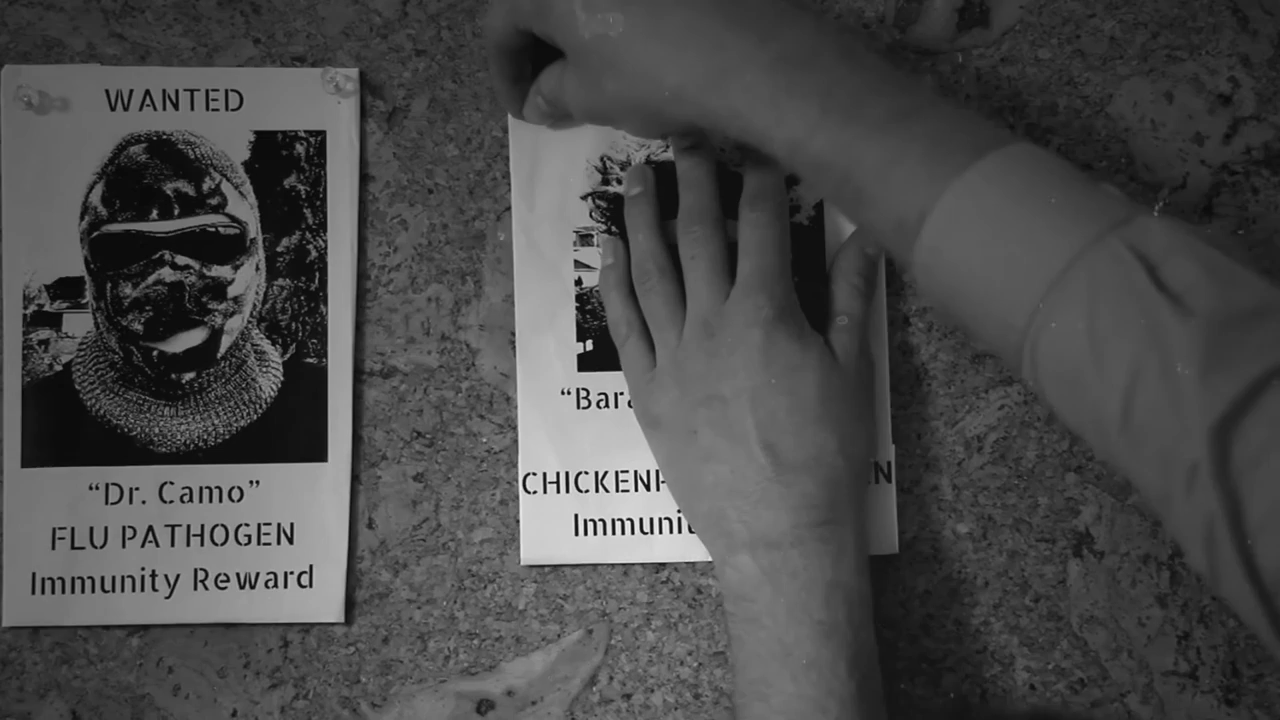 WANTED
“Dr. Camo”
FLU PATHOGEN
Immunity Reward
“Bara
CHICKENP
Immunit